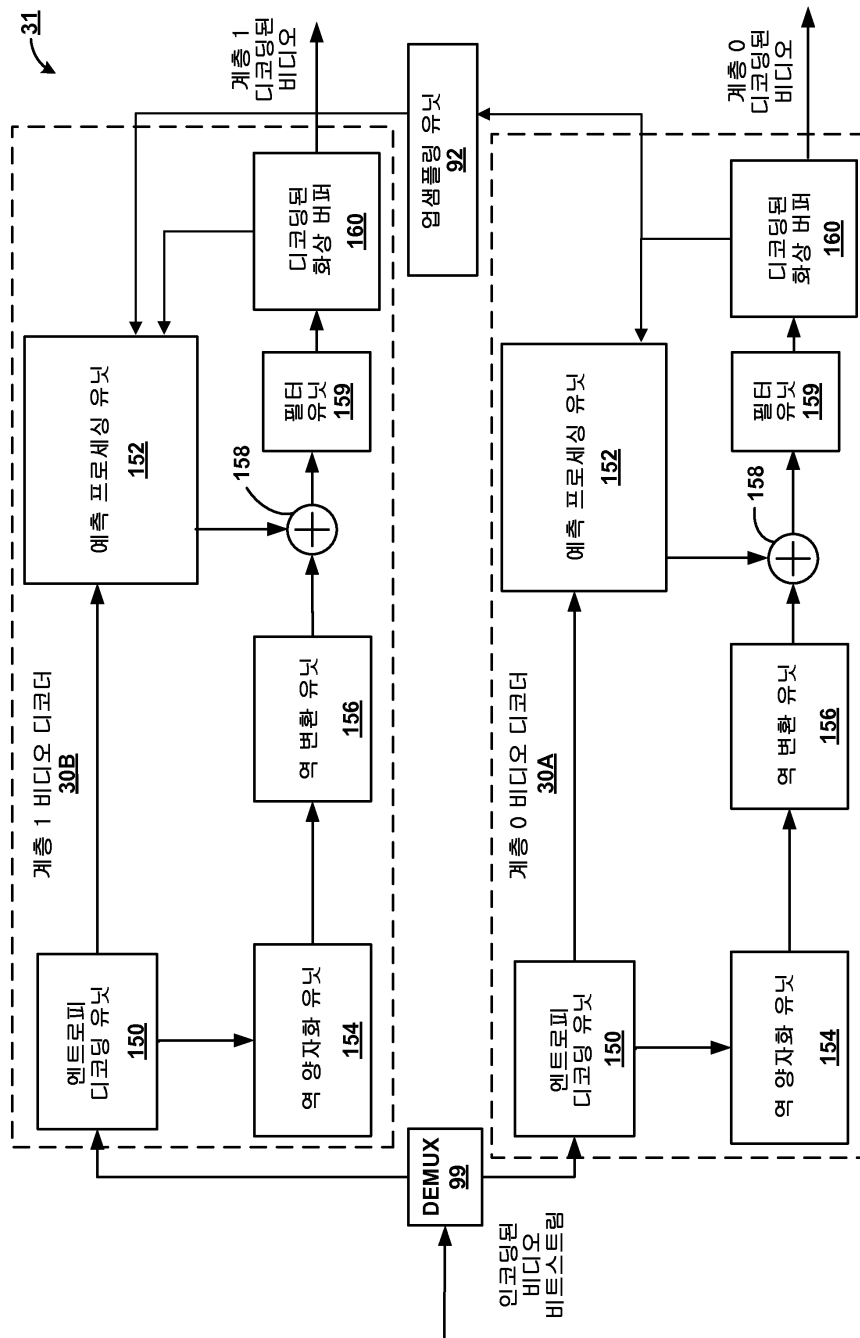 31
인코딩된
비디오
비트스트림
DEMUX
99
계층 1 비디오 디코더
30B
엔트로피
디코딩 유닛
150
예측 프로세싱 유닛
152
역 양자화 유닛
154
역 변환 유닛
156
158
필터
유닛
159
디코딩된
화상 버퍼
160
계층 1
디코딩된
비디오
업샘플링 유닛
92
계층 0 비디오 디코더
30A
엔트로피
디코딩 유닛
150
예측 프로세싱 유닛
152
역 양자화 유닛
154
역 변환 유닛
156
158
필터
유닛
159
디코딩된
화상 버퍼
160
계층 0
디코딩된
비디오